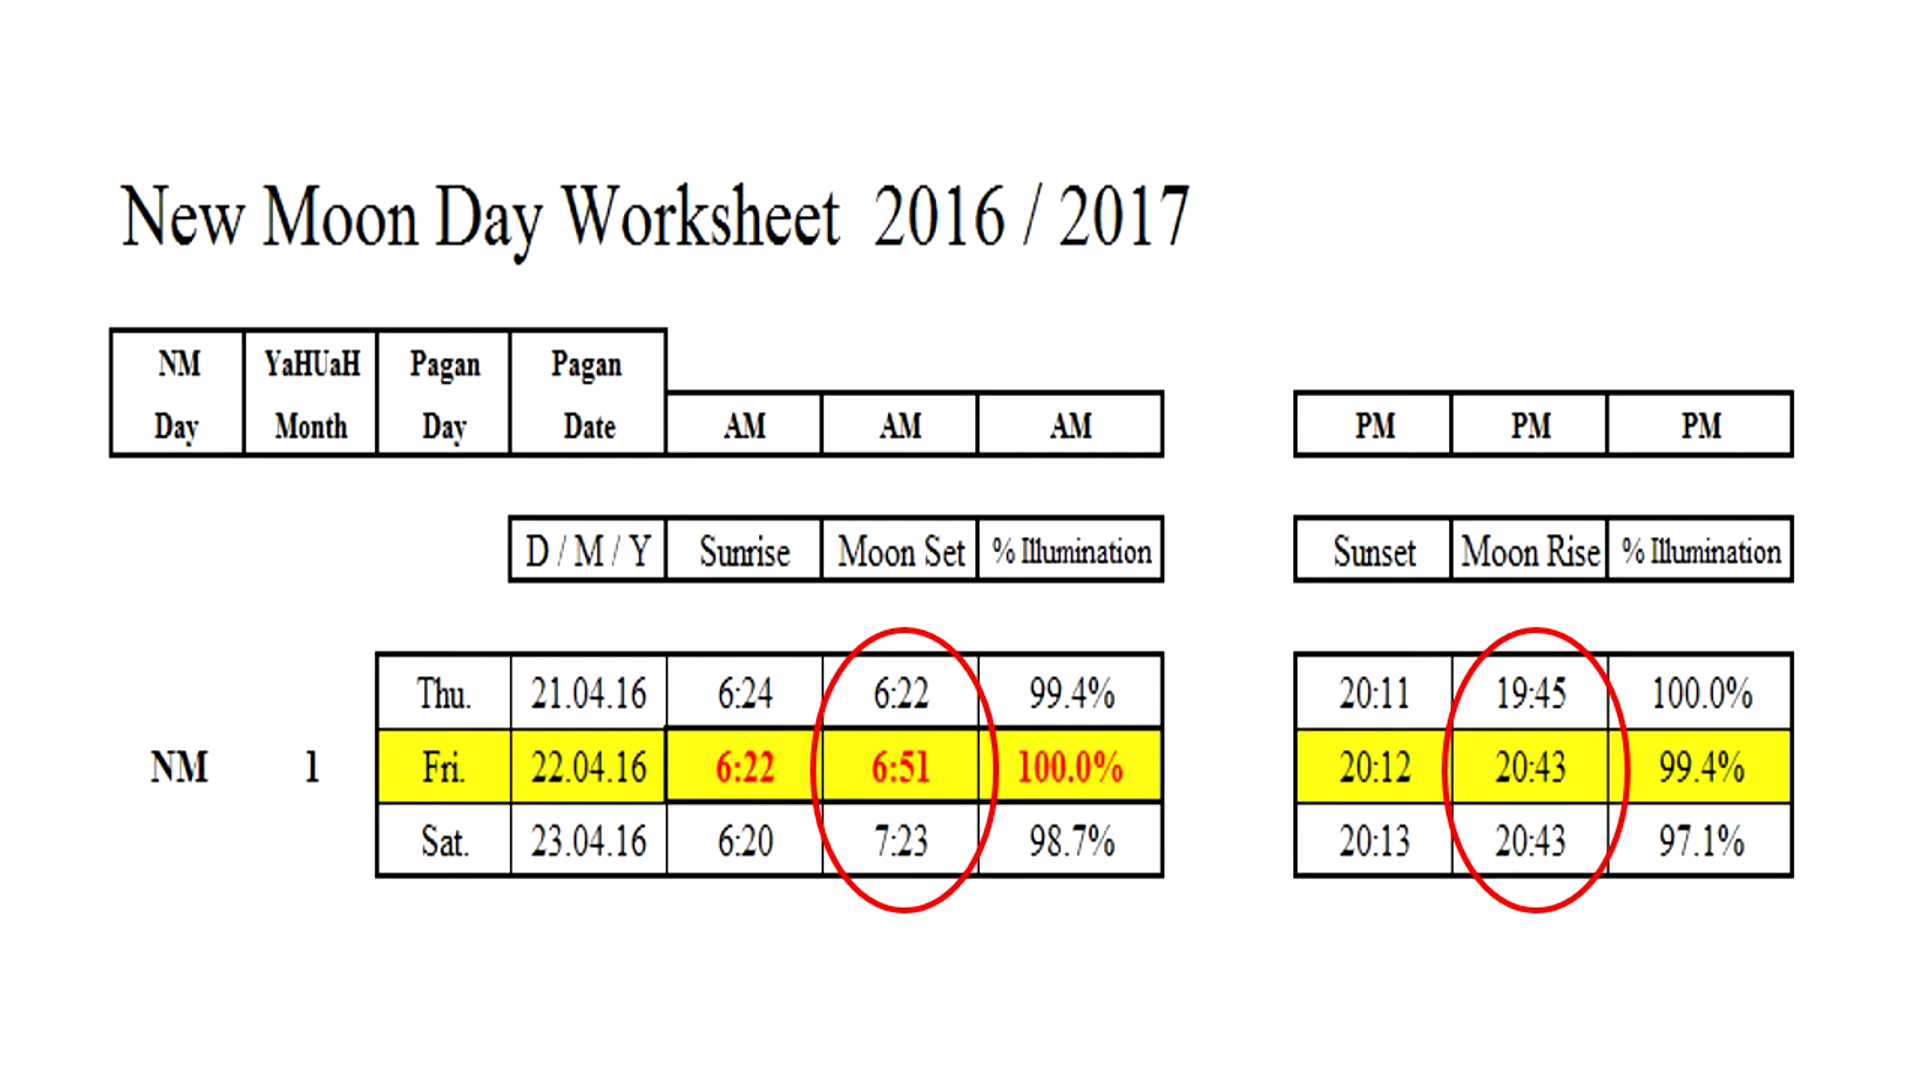 New Moon Day Worksheet 2016 / 2017
NM YaHUaH Pagan Pagan
Day Month Day Date AM AM AM PM PM PM
D / M / Y Sunrise Moon Set % Illumination Sunset Moon Rise % Illumination
Thu. 21.04.16 6:24 6:22 99.4% 20:11 19:45 100.0%
NM 1 Fri. 22.04.16 6:22 6:51 100.0% 20:12 20:43 99.4%
Sat. 23.04.16 6:20 7:23 98.7% 20:13 20:43 97.1%